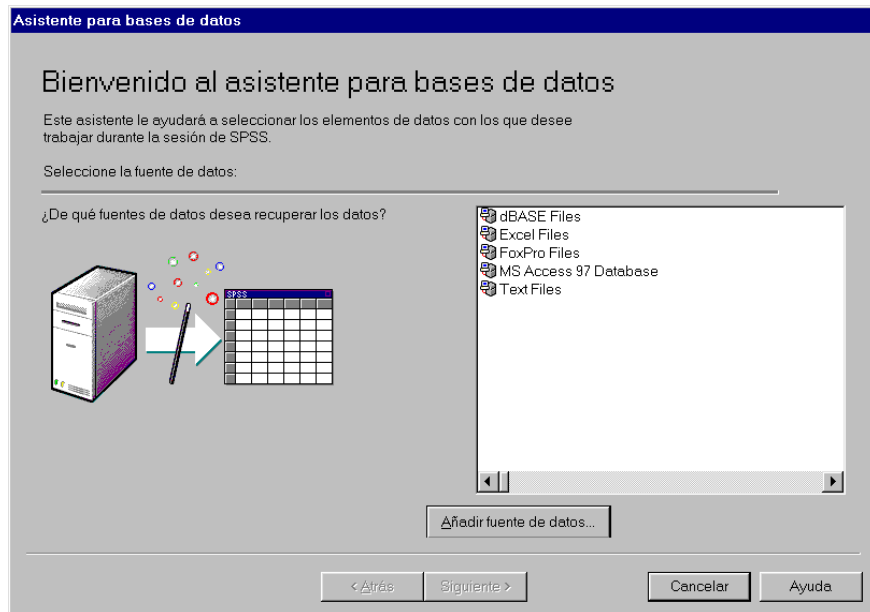 Asistente para bases de datos
Bienvenido al asistente para bases de datos
Este asistente le ayudará a seleccionar los elementos de datos con los que desee
trabajar durante la sesión de SPSS.
Seleccione la fuente de datos:
¿De qué fuentes de datos desea recuperar los datos?
dBASE Files
Excel Files
FoxPro Files
MS Access 97 Database
Text Files
SPSS
Añadir fuente de datos...
< Atrás
Siguiente >
Cancelar
Ayuda